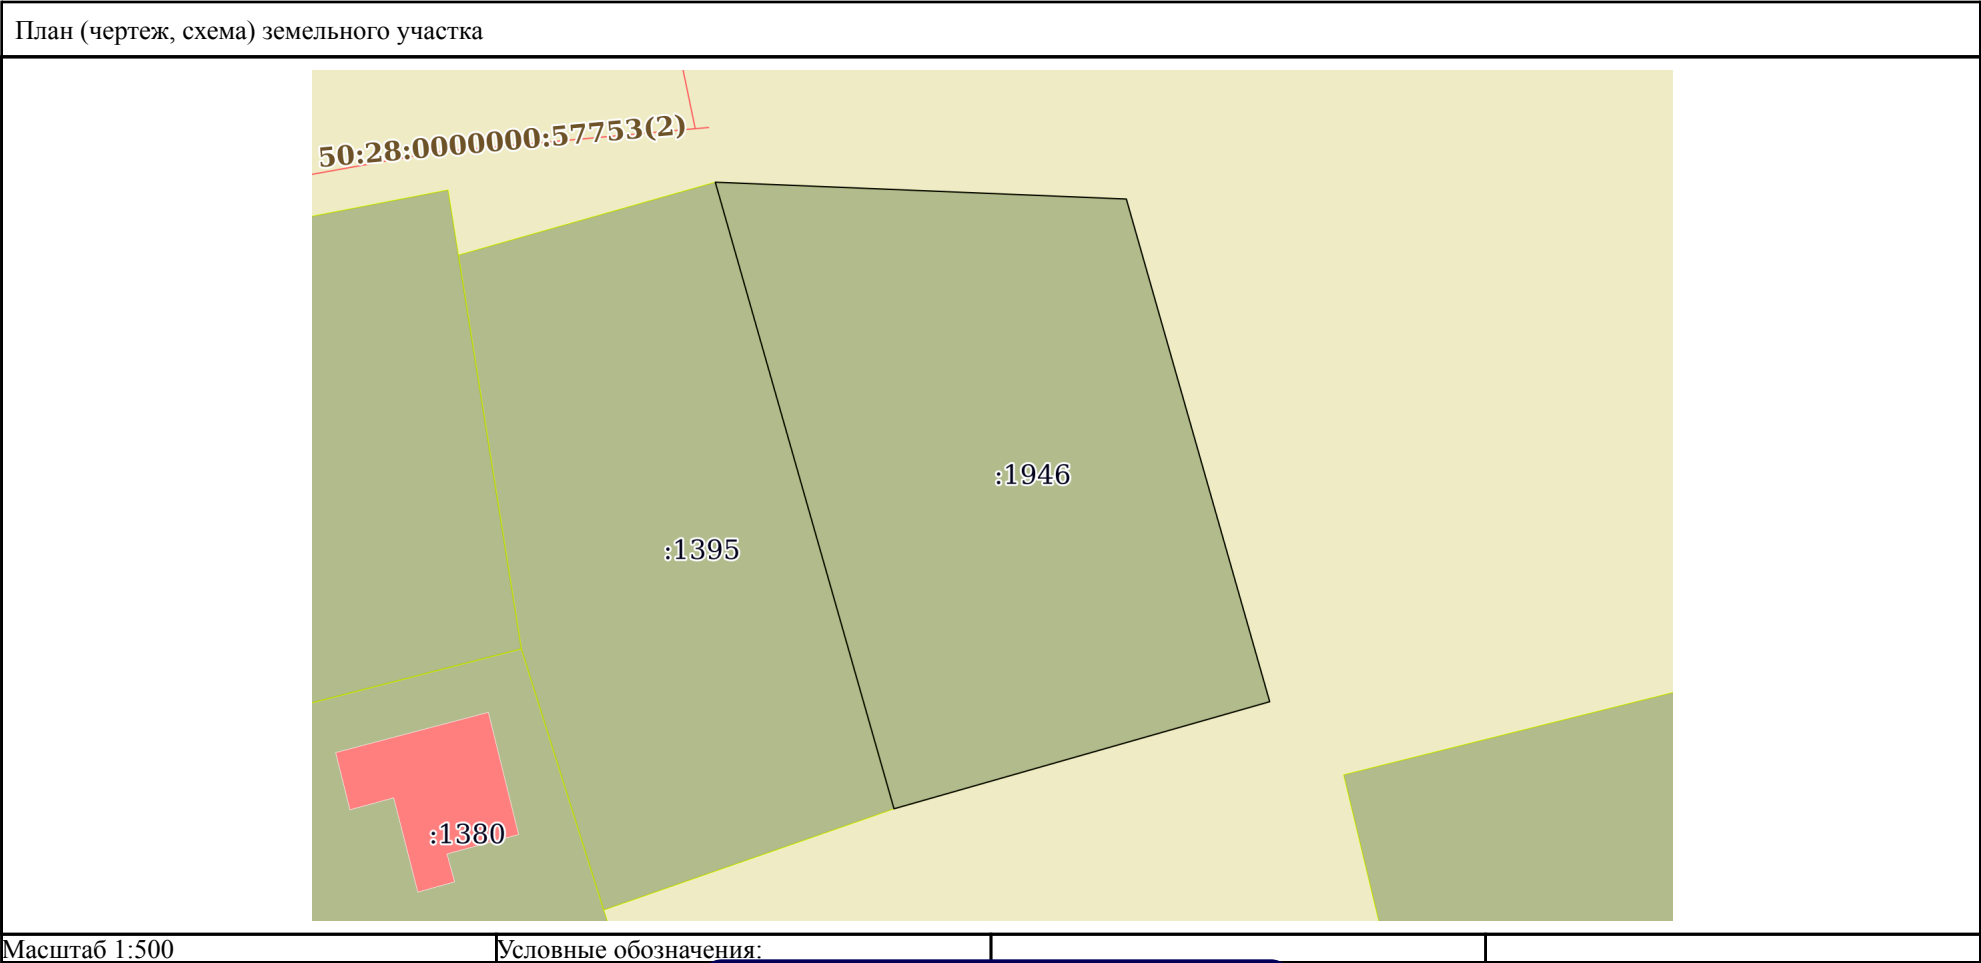 План (чертеж, схема) земельного участка
50:28:0000000:57753(2)
:1946
:1395
:1380
Масштаб 1:500
Условные обозначения: